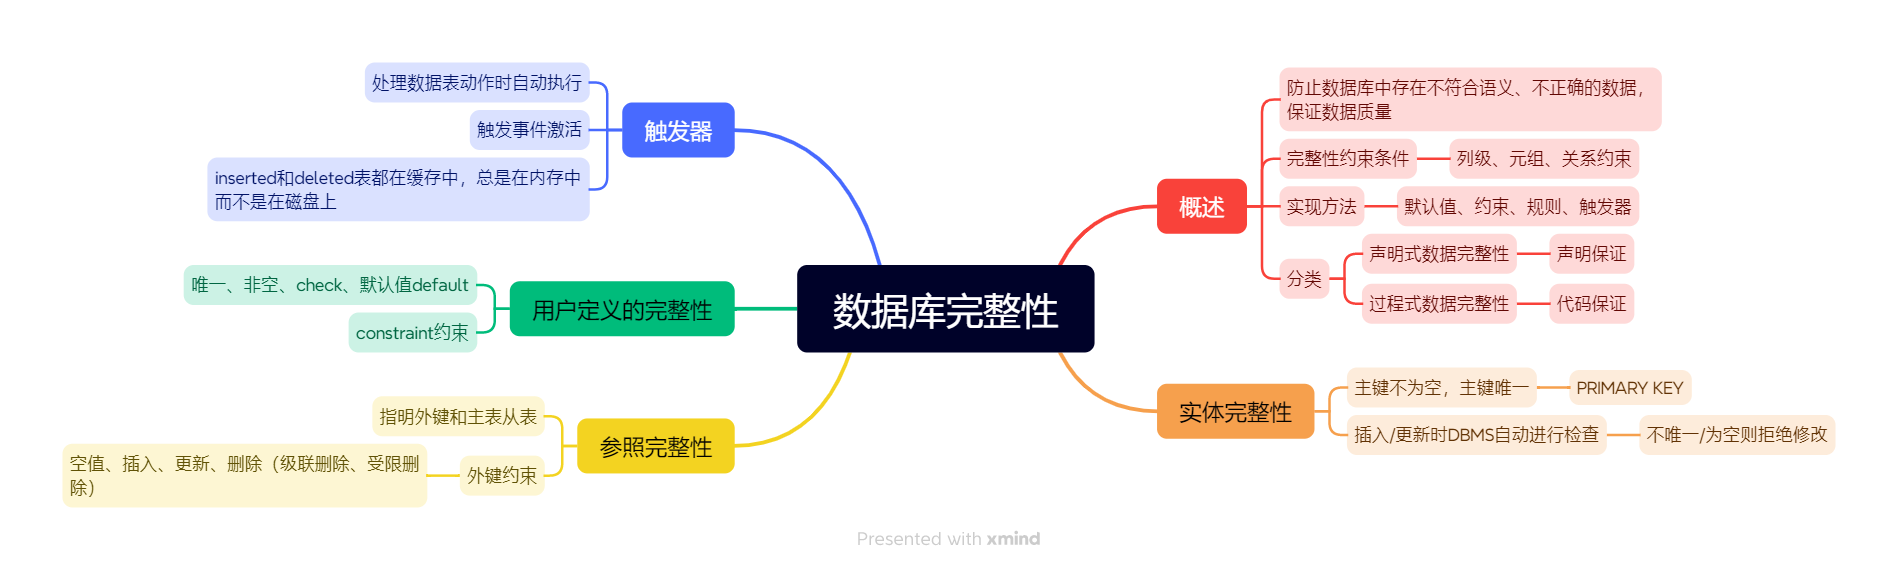 数据库完整性
概述
防止数据库中存在不符合语义、不正确的数据，
保证数据质量
完整性约束条件
列级、元组、关系约束
实现方法
默认值、约束、规则、触发器
分类
声明式数据完整性
声明保证
过程式数据完整性
代码保证
实体完整性
主键不为空，主键唯一
PRIMARY KEY
插入/更新时DBMS自动进行检查
不唯一/为空则拒绝修改
触发器
处理数据表动作时自动执行
触发事件激活
inserted和deleted表都在缓存中，总是在内存中
而不是在磁盘上
用户定义的完整性
唯一、非空、check、默认值default
constraint约束
参照完整性
指明外键和主表从表
外键约束
空值、插入、更新、删除（级联删除、受限删
除）
Presented with xmind